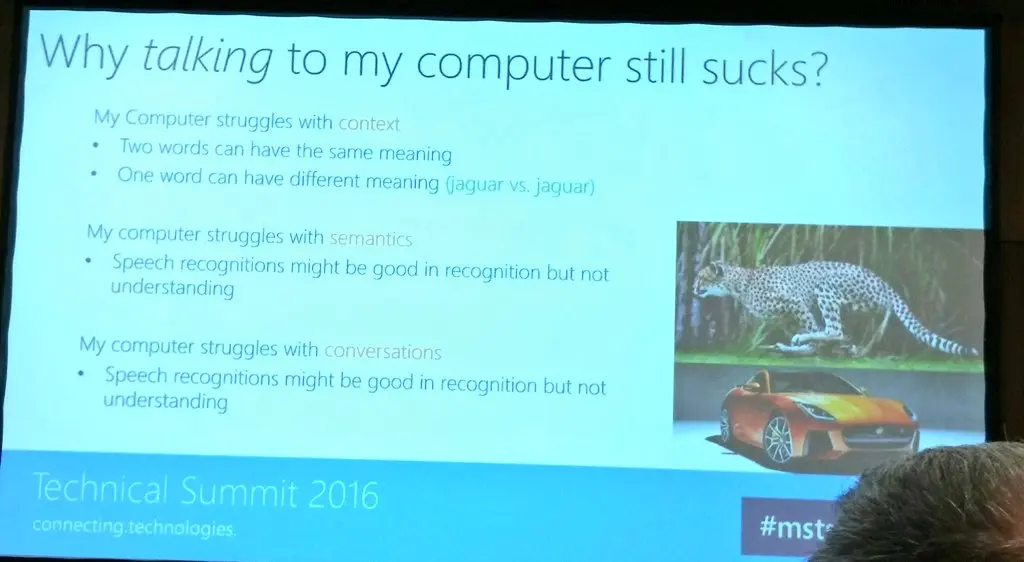 Why talking to my computer still sucks?
My Computer struggles with context
• Two words can have the same meaning
• One word can have different meaning (jaguar vs. jaguar)
My computer struggles with semantics
• Speech recognitions might be good in recognition but not
understanding
My computer struggles with conversations
• Speech recognitions might be good in recognition but not
understanding
Technical Summit 2016
connecting.technologies.